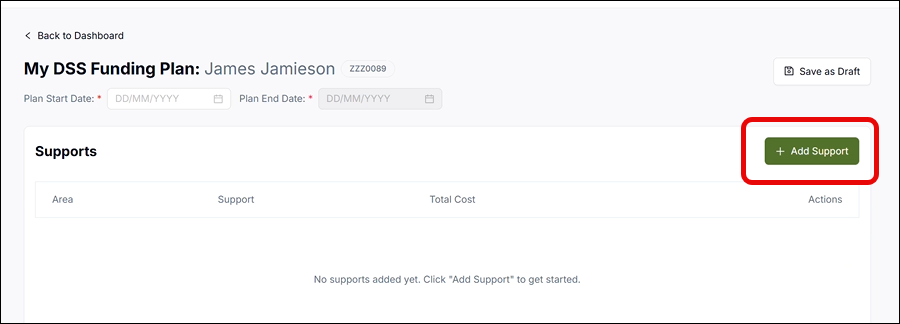 Back to Dashboard
My DSS Funding Plan: James Jamieson ZZZ0089
Save as Draft
Plan Start Date: * DD/MM/YYYY Plan End Date: * DD/MM/YYYY
Supports
+ Add Support
Area Support Total Cost Actions
No supports added yet. Click "Add Support" to get started.